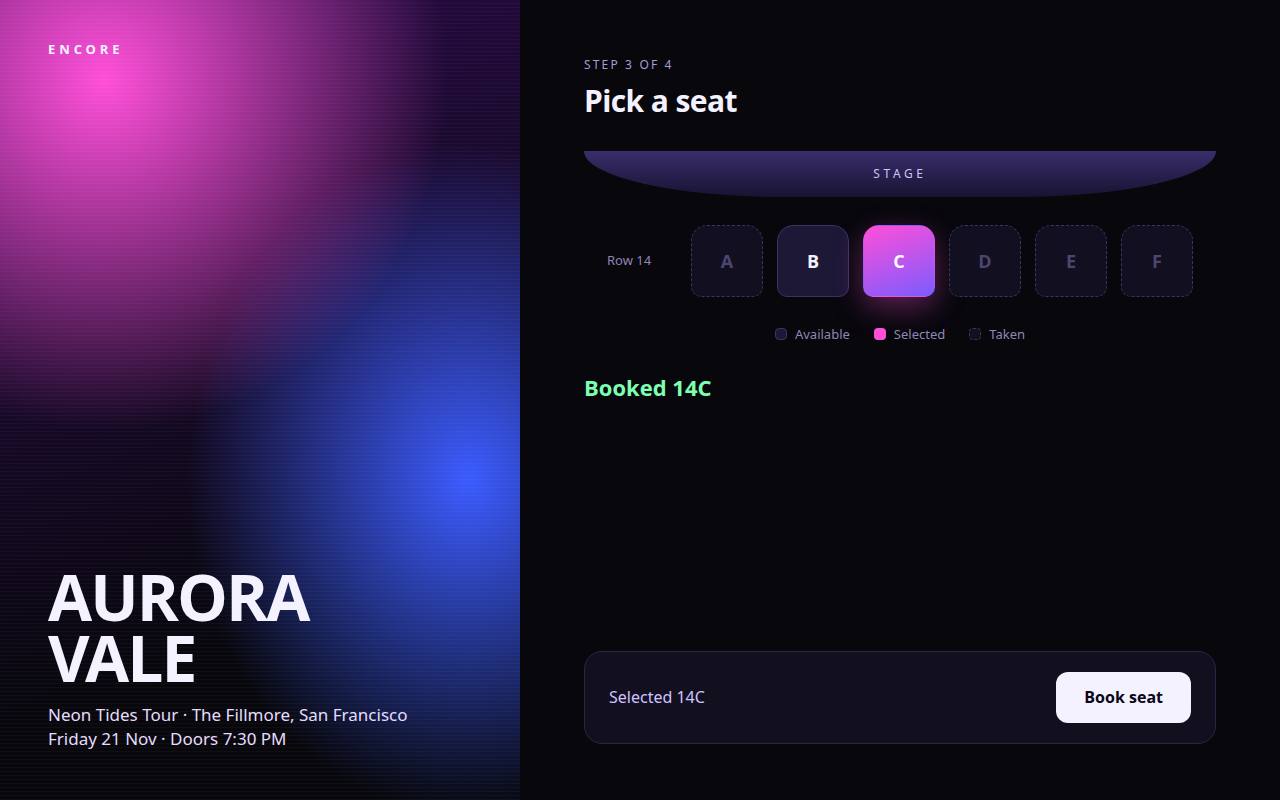 ENCORE
AURORA
VALE
Neon Tides Tour · The Fillmore, San Francisco
Friday 21 Nov · Doors 7:30 PM
STEP 3 OF 4
Pick a seat
STAGE
Row 14 A B C D E F
Available Selected Taken
Booked 14C
Selected 14C Book seat